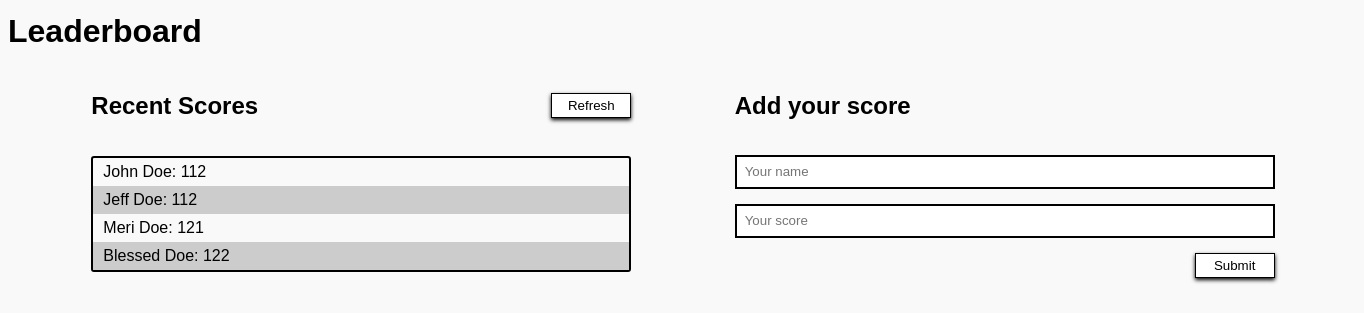 Leaderboard
Recent Scores
Refresh
John Doe: 112
Jeff Doe: 112
Meri Doe: 121
Blessed Doe: 122
Add your score
Your name
Your score
Submit